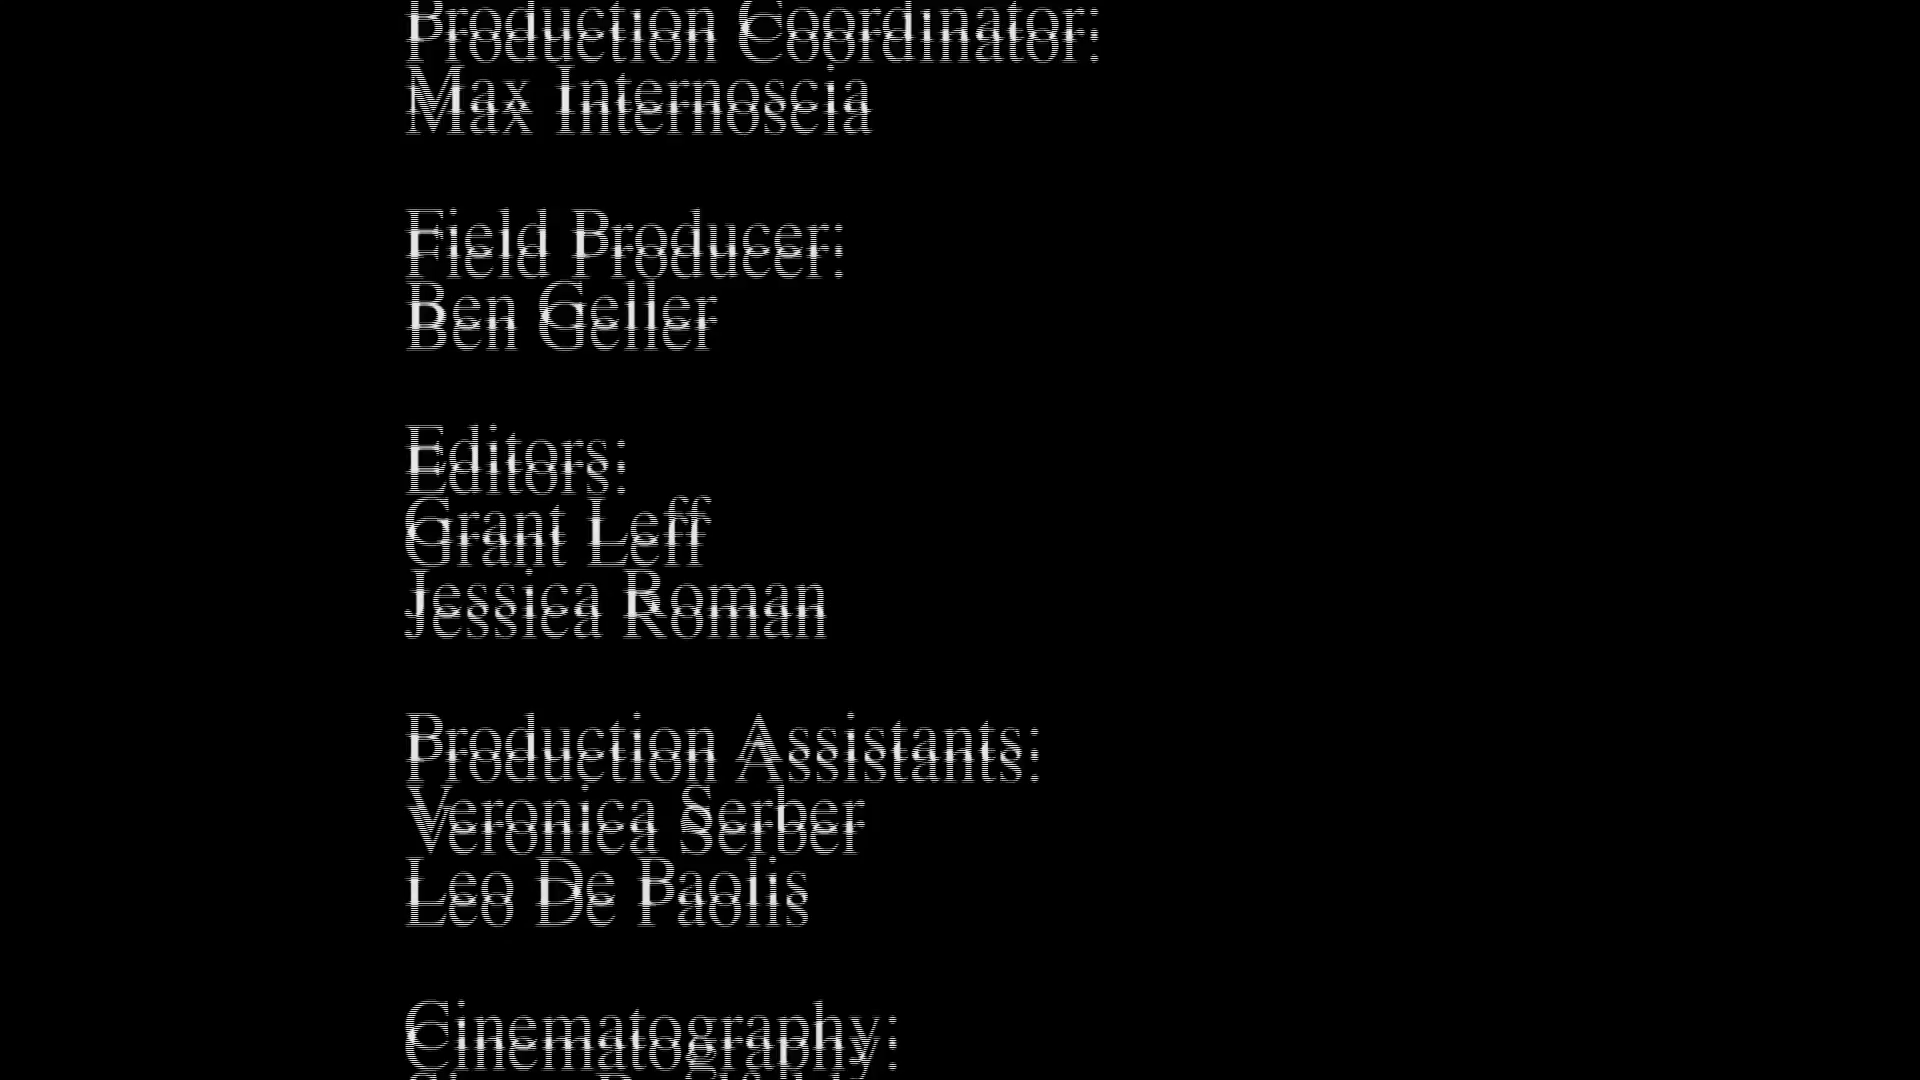 Production Coordinator:
Max Internoscia
Field Producer:
Ben Geller
Editors:
Grant Leff
Jessica Roman
Production Assistants:
Veronica Serber
Leo De Paolis
Cinematography: